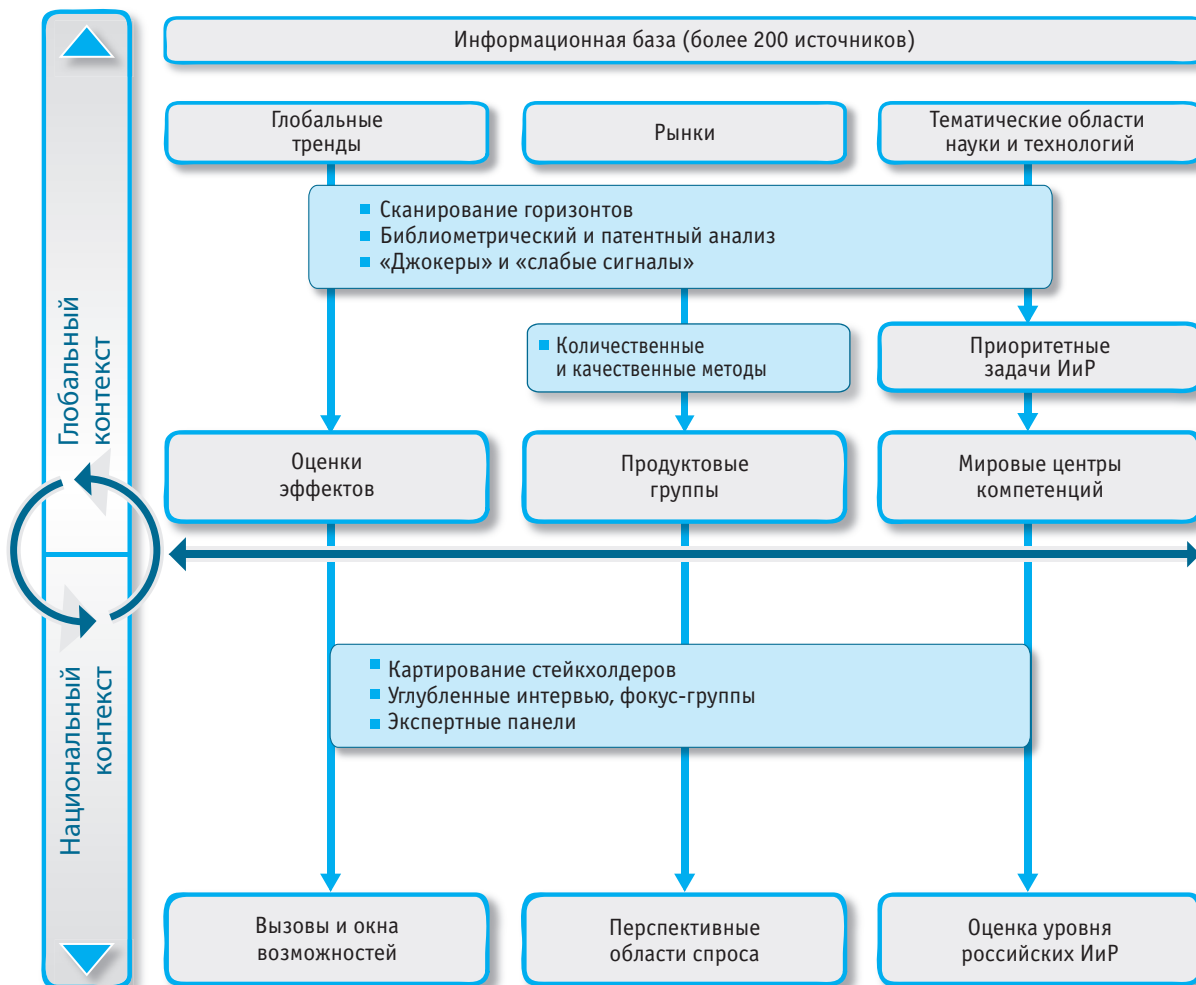 Информационная база (более 200 источников)
Глобальные
тренды
Рынки
Тематические области
науки и технологий
Сканирование горизонтов
Библиометрический и патентный анализ
«Джокеры» и «слабые сигналы»
Количественные
и качественные методы
Приоритетные
задачи ИиР
Оценки
эффектов
Продуктовые
группы
Мировые центры
компетенций
Глобальный
контекст
Национальный
контекст
Картирование стейкхолдеров
Углубленные интервью, фокус-группы
Экспертные панели
Вызовы и окна
возможностей
Перспективные
области спроса
Оценка уровня
российских ИиР